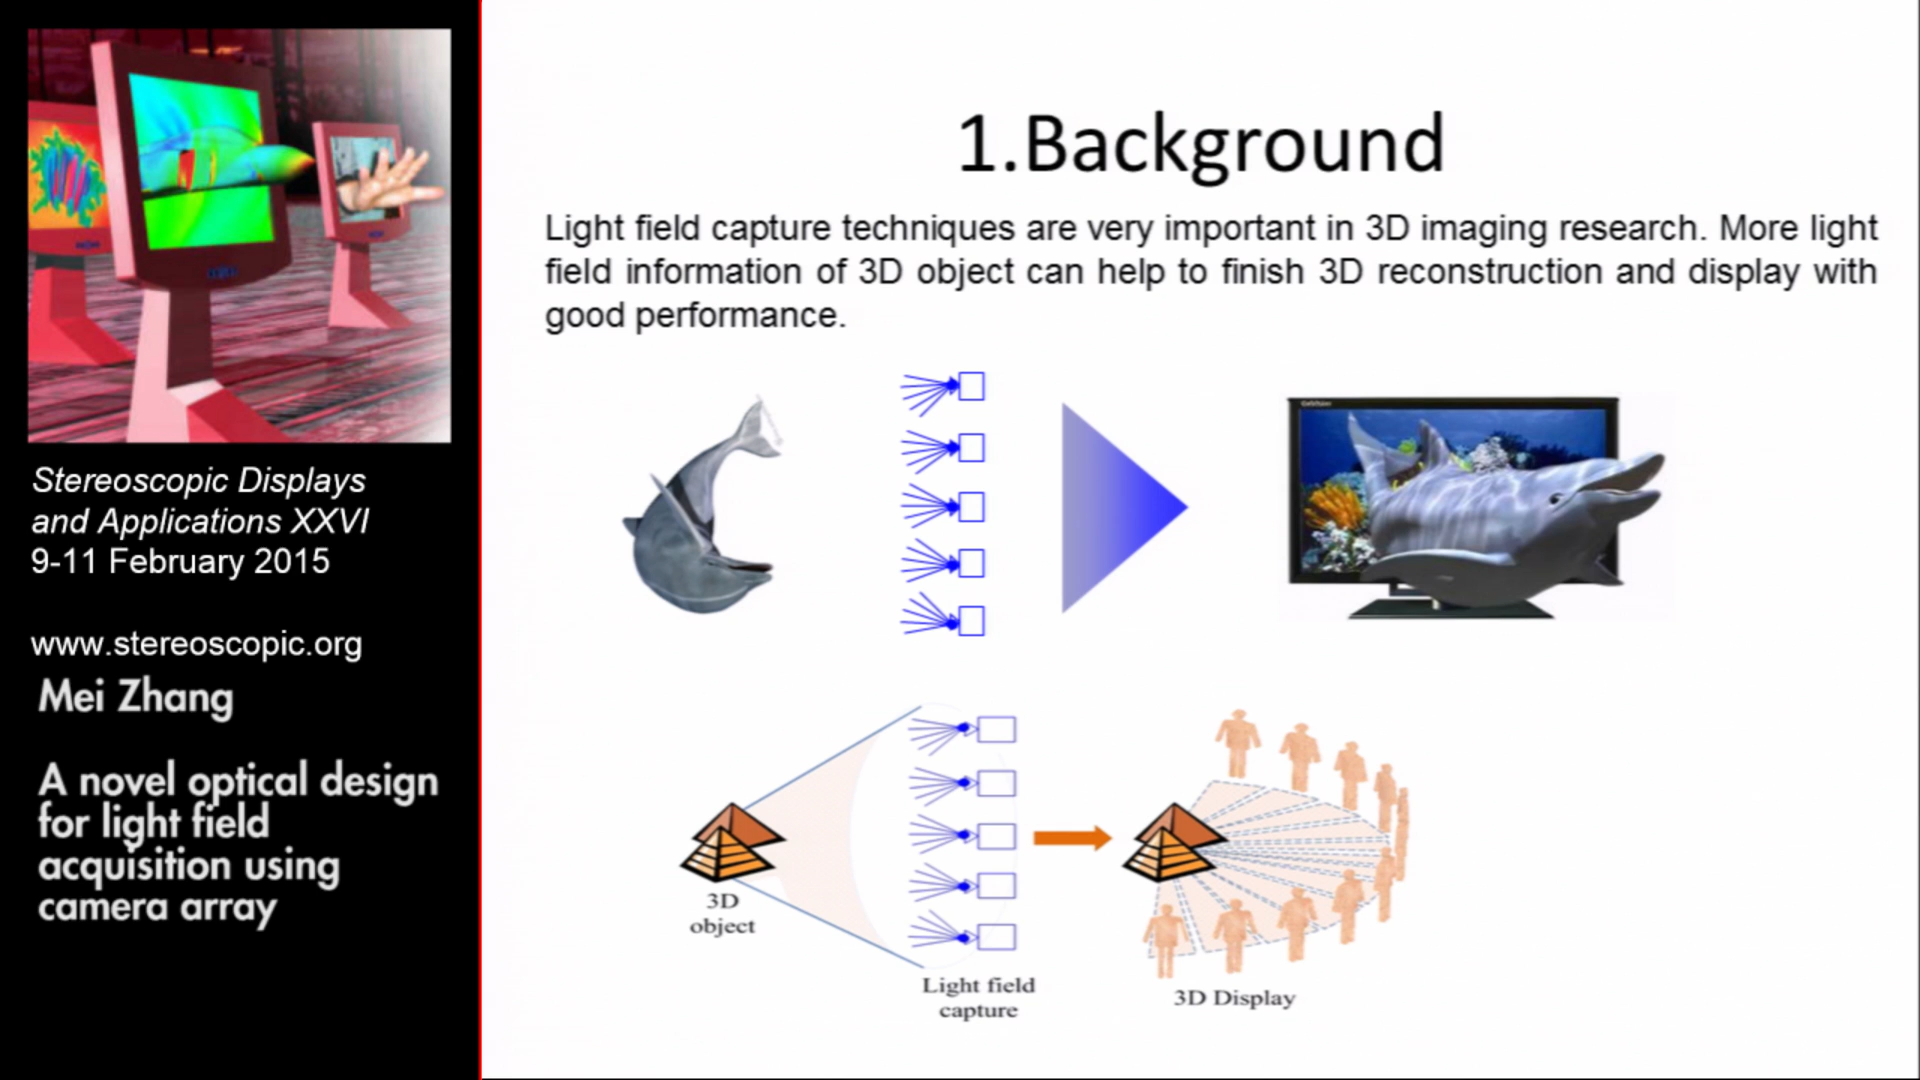 Stereoscopic Displays
and Applications XXVI
9-11 February 2015
www.stereoscopic.org
Mei Zhang
A novel optical design
for light field
acquisition using
camera array
1.Background
Light field capture techniques are very important in 3D imaging research. More light
field information of 3D object can help to finish 3D reconstruction and display with
good performance.
3D
object
Light field
capture
3D Display